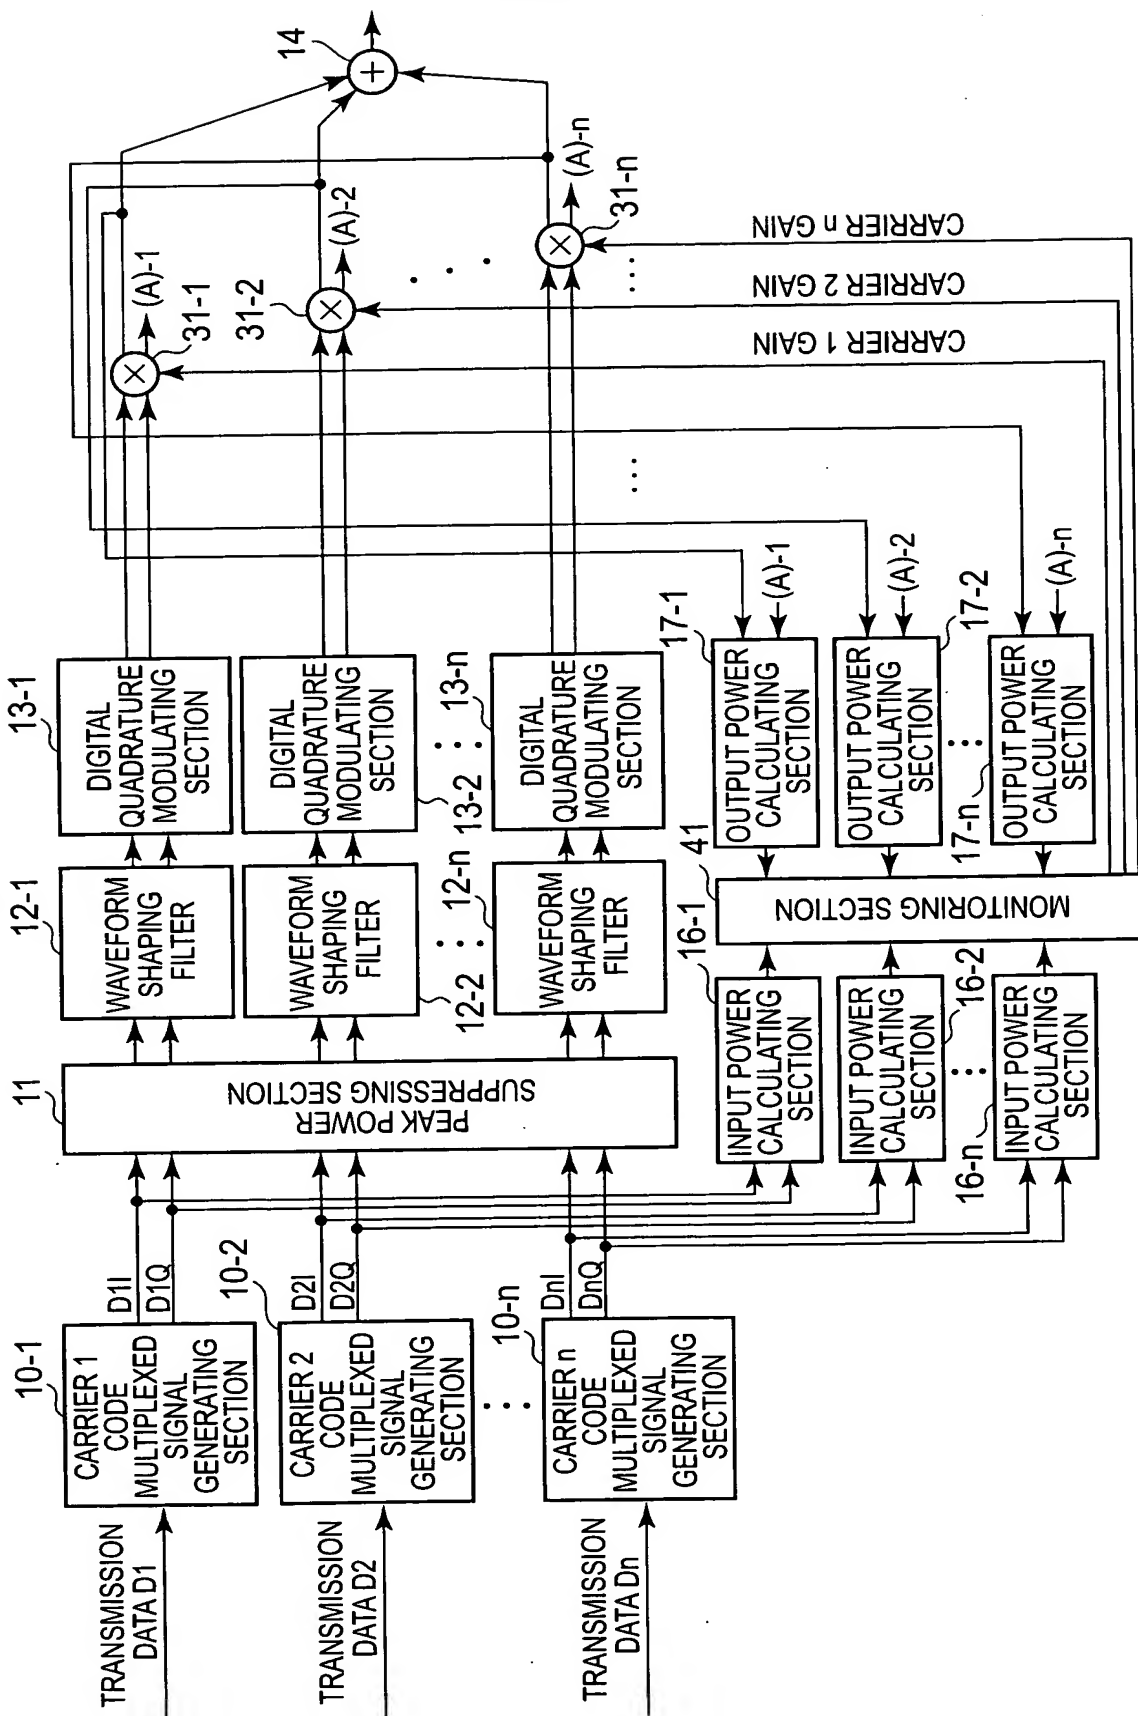 TRANSMISSION
DATA D1
TRANSMISSION
DATA D2
TRANSMISSION
DATA Dn
10-1
CARRIER 1
CODE
MULTIPLEXED
SIGNAL
GENERATING
SECTION
10-2
CARRIER 2
CODE
MULTIPLEXED
SIGNAL
GENERATING
SECTION
10-n
CARRIER n
CODE
MULTIPLEXED
SIGNAL
GENERATING
SECTION
D1I
D1Q
D2I
D2Q
DnI
DnQ
11
PEAK POWER
SUPPRESSING SECTION
12-1
WAVEFORM
SHAPING
FILTER
12-2
WAVEFORM
SHAPING
FILTER
12-n
WAVEFORM
SHAPING
FILTER
13-1
DIGITAL
QUADRATURE
MODULATING
SECTION
13-2
DIGITAL
QUADRATURE
MODULATING
SECTION
13-n
DIGITAL
QUADRATURE
MODULATING
SECTION
31-1
(A)-1
31-2
(A)-2
31-n
(A)-n
14
CARRIER 1 GAIN
CARRIER 2 GAIN
CARRIER n GAIN
16-1
INPUT POWER
CALCULATING
SECTION
16-2
INPUT POWER
CALCULATING
SECTION
16-n
INPUT POWER
CALCULATING
SECTION
41
MONITORING SECTION
17-1
OUTPUT POWER
CALCULATING
SECTION
(A)-1
17-2
OUTPUT POWER
CALCULATING
SECTION
(A)-2
17-n
OUTPUT POWER
CALCULATING
SECTION
(A)-n